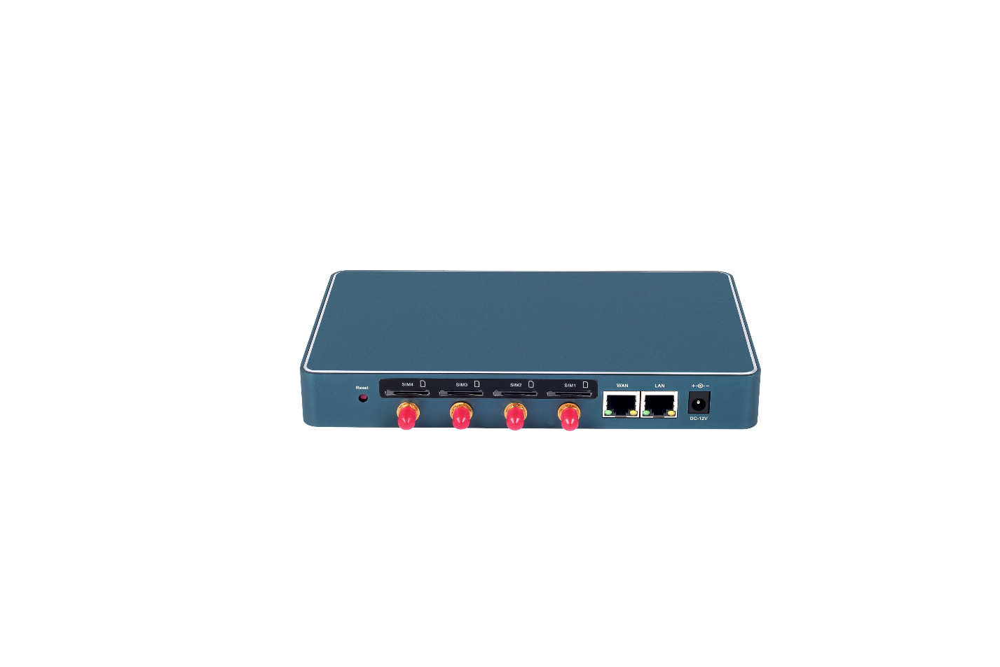 Reset
SIM4
SIM3
SIM2
SIM1
WAN
LAN
DC-12V